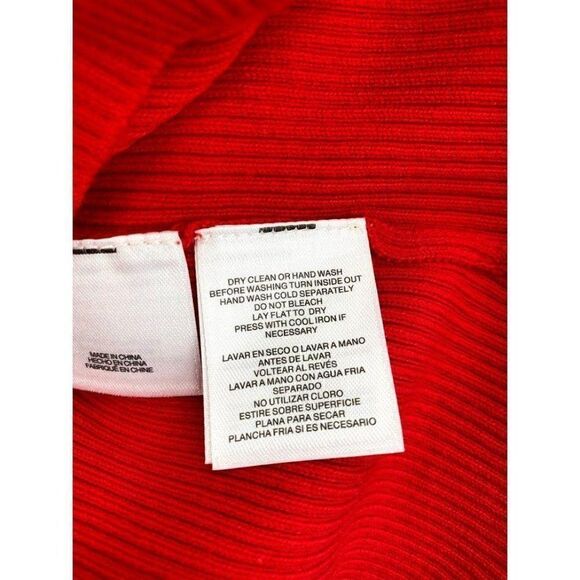 MADE IN CHINA
HECHO EN CHINA
FABRIQUÉ EN CHINE
DRY CLEAN OR HAND WASH
BEFORE WASHING TURN INSIDE OUT
HAND WASH COLD SEPARATELY
DO NOT BLEACH
LAY FLAT TO DRY
PRESS WITH COOL IRON IF
NECESSARY
LAVAR EN SECO O LAVAR A MANO
ANTES DE LAVAR
VOLTEAR AL REVÉS
LAVAR A MANO CON AGUA FRIA
SEPARADO
NO UTILIZAR CLORO
ESTIRE SOBRE SUPERFICIE
PLANA PARA SECAR
PLANCHA FRIA SI ES NECESARIO